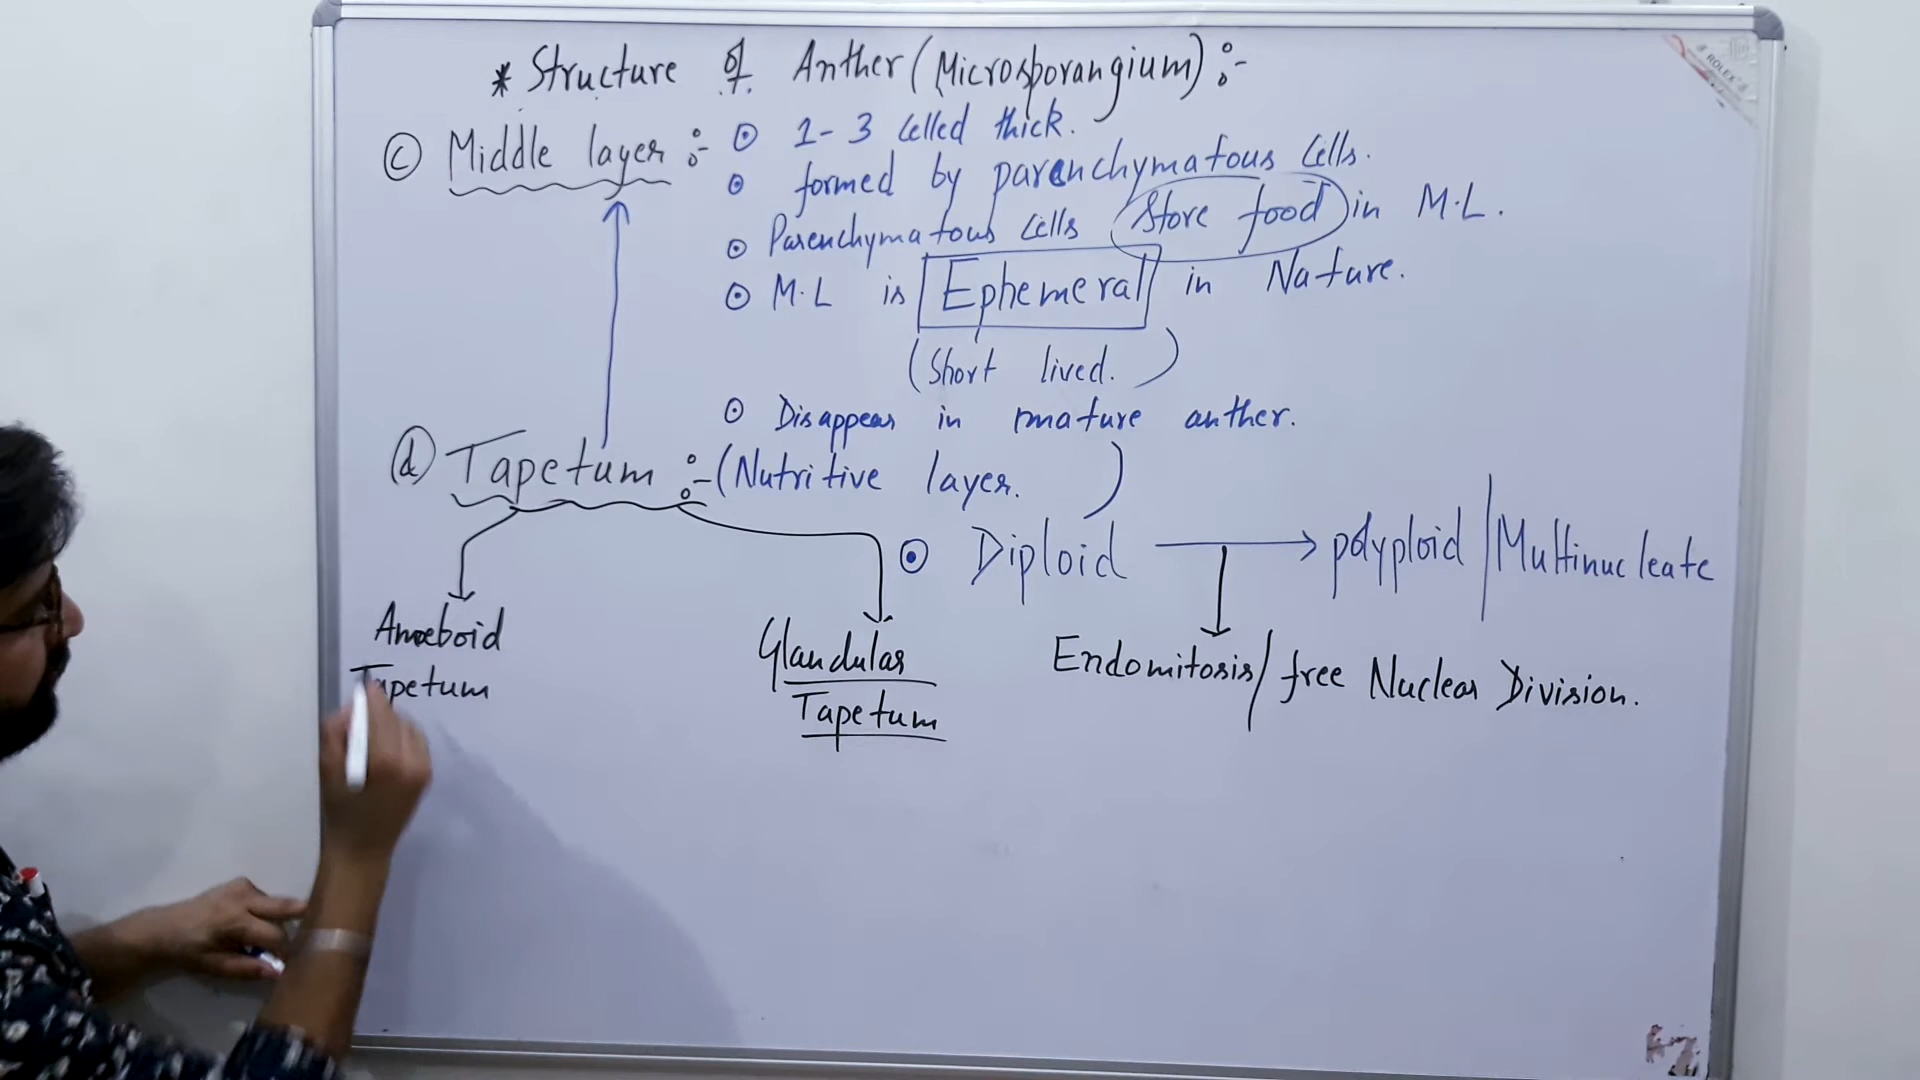 * Structure of Anther (Microsporangium) :-
(c) Middle layer :- ⊙ 1-3 Celled thick.
⊙ formed by parenchymatous Cells.
⊙ Parenchymatous Cells Store food in M.L.
⊙ M.L is Ephemeral in Nature.
(Short lived.)
⊙ Disappear in mature anther.
(d) Tapetum :- (Nutritive layer.)
⊙ Diploid → polyploid / Multinucleate
Endomitosis / free Nuclear Division.
Amoeboid
Tapetum
Glandular
Tapetum
ROLEX